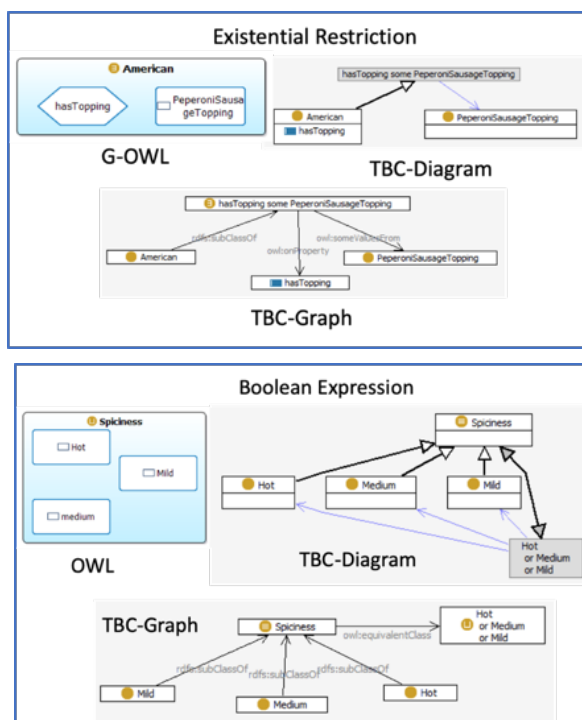 Existential Restriction
American
hasTopping
PeperoniSausa
geTopping
G-OWL
hasTopping some PeperoniSausageTopping
American
hasTopping
PeperoniSausageTopping
TBC-Diagram
hasTopping some PeperoniSausageTopping
rdfs:subClassOf
owl:someValuesFrom
owl:onProperty
American
PeperoniSausageTopping
hasTopping
TBC-Graph
Boolean Expression
Spiciness
Hot
Mild
medium
OWL
Spiciness
Hot
Medium
Mild
Hot
or Medium
or Mild
TBC-Diagram
TBC-Graph
Spiciness
owl:equivalentClass
Hot
or Medium
or Mild
rdfs:subClassOf
rdfs:subClassOf
rdfs:subClassOf
Mild
Medium
Hot